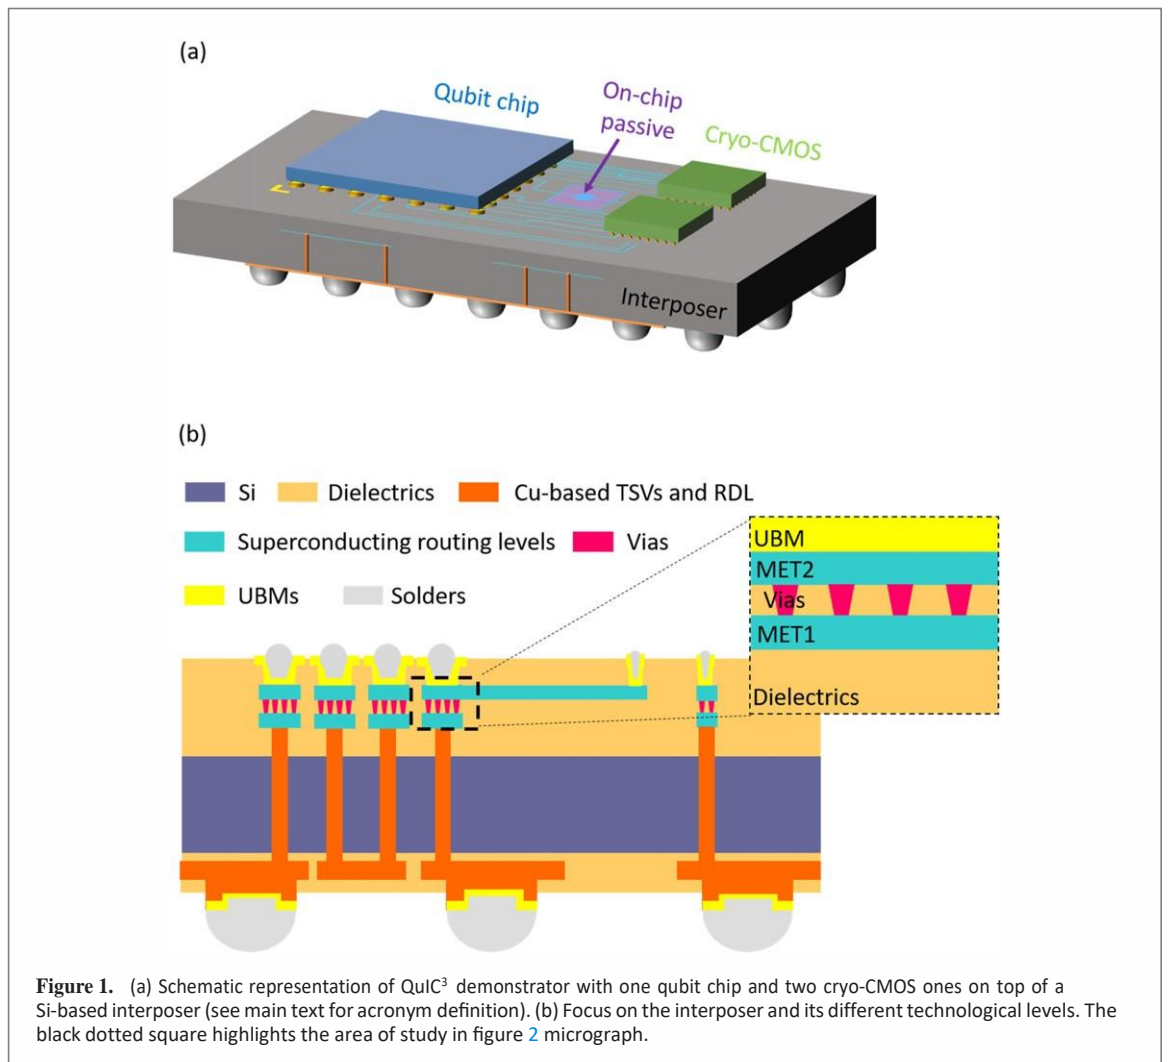 (a)
Qubit chip
On-chip
passive
Cryo-CMOS
Interposer
(b)
Si Dielectrics Cu-based TSVs and RDL
Superconducting routing levels Vias
UBMs Solders
UBM
MET2
Vias
MET1
Dielectrics
Figure 1. (a) Schematic representation of QuIC³ demonstrator with one qubit chip and two cryo-CMOS ones on top of a
Si-based interposer (see main text for acronym definition). (b) Focus on the interposer and its different technological levels. The
black dotted square highlights the area of study in figure 2 micrograph.